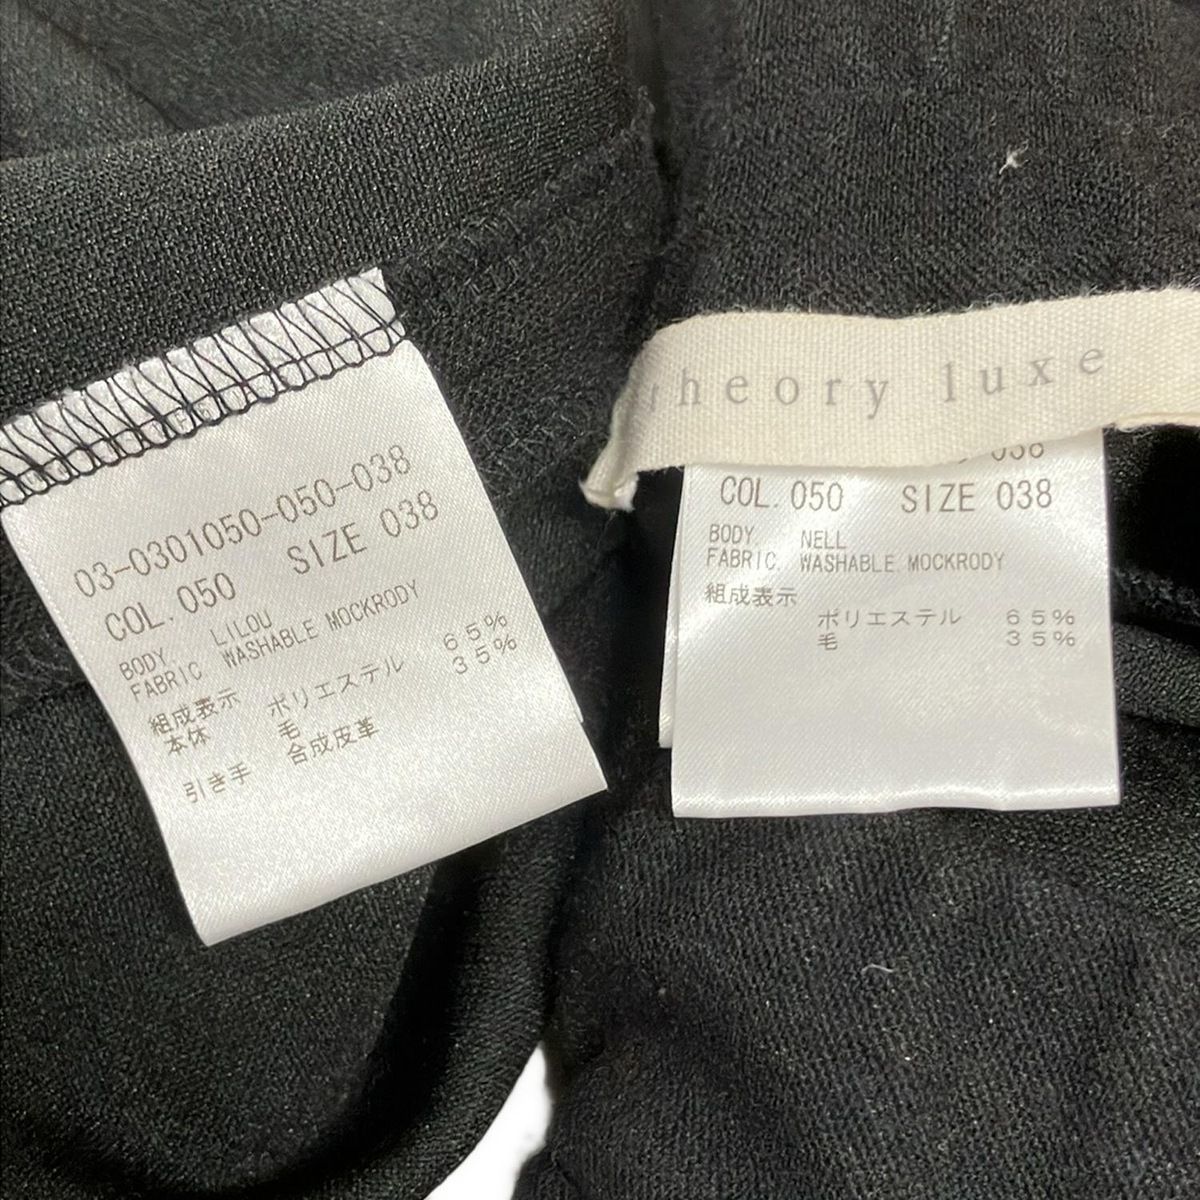 03-0301050-050-038
COL. 050 SIZE 038
BODY. LILOU
FABRIC WASHABLE MOCKRODY
組成表示 ポリエステル 65%
本体 毛 35%
引き手 合成皮革
theory luxe
038
COL. 050 SIZE 038
BODY. NELL
FABRIC. WASHABLE. MOCKRODY
組成表示
ポリエステル 65%
毛 35%